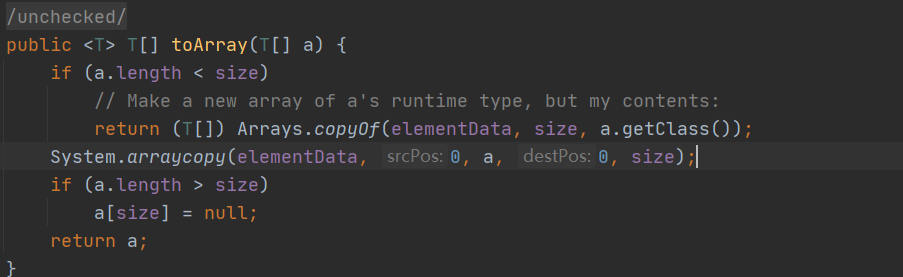 /unchecked/
public <T> T[] toArray(T[] a) {
if (a.length < size)
// Make a new array of a's runtime type, but my contents:
return (T[]) Arrays.copyOf(elementData, size, a.getClass());
System.arraycopy(elementData, srcPos: 0, a, destPos: 0, size);
if (a.length > size)
a[size] = null;
return a;
}